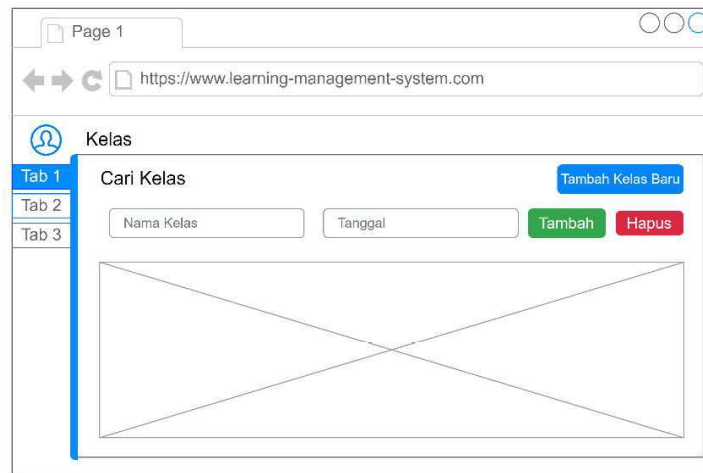 Page 1
https://www.learning-management-system.com
Kelas
Tab 1
Tab 2
Tab 3
Cari Kelas
Tambah Kelas Baru
Nama Kelas
Tanggal
Tambah
Hapus